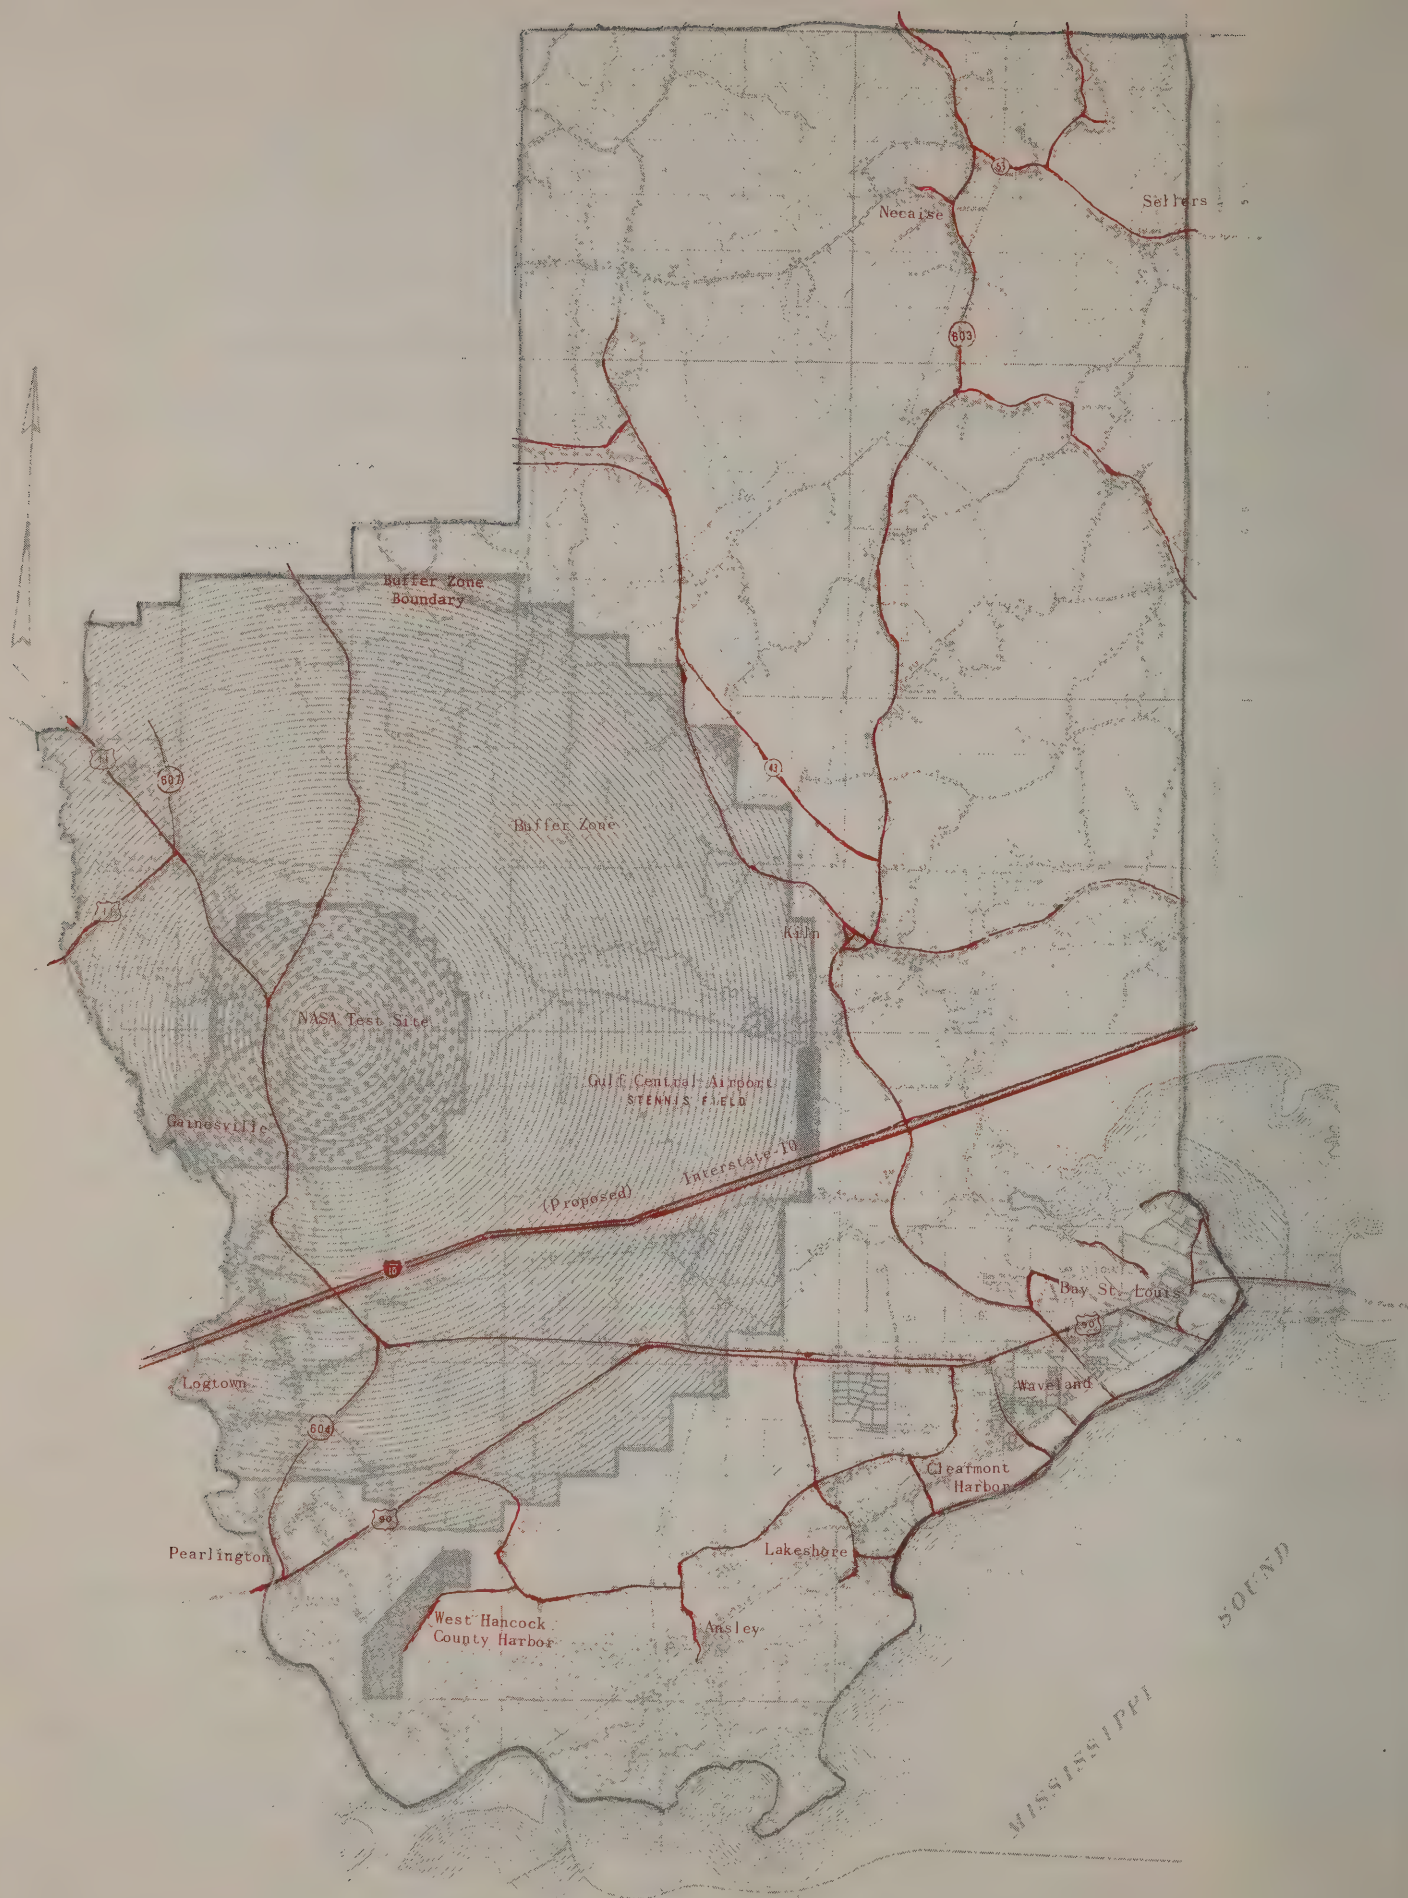 53
Sellers
Necaise
603
Buffer Zone
Boundary
607
43
Buffer Zone
Kiln
NASA Test Site
Gulf Central Airport
STENNIS FIELD
Gainesville
Interstate-10
(Proposed)
10
Bay St. Louis
90
Logtown
Waveland
604
Clearmont
Harbor
90
Pearlington
Lakeshore
West Hancock
County Harbor
Ansley
MISSISSIPPI
SOUND